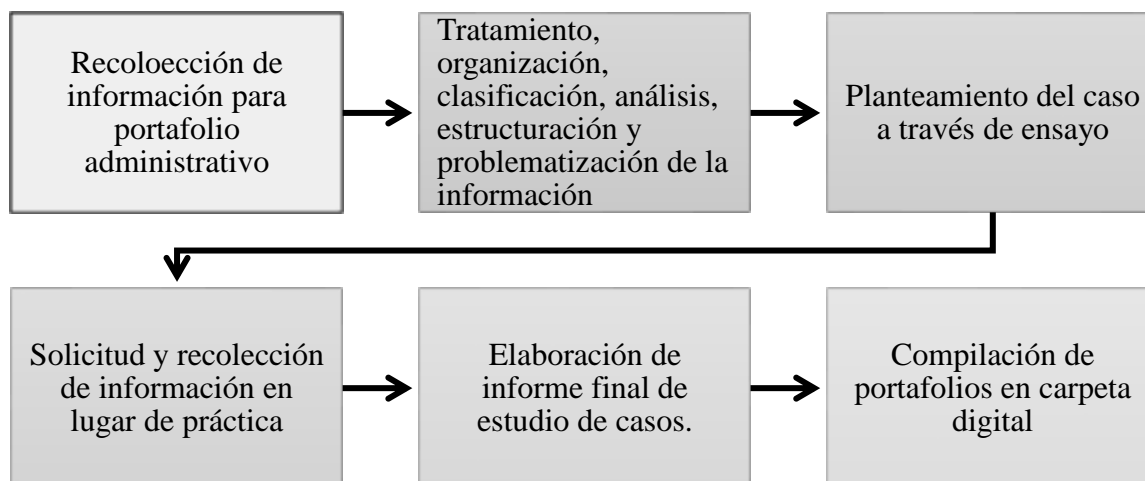 Recoloección de
información para
portafolio
administrativo
Tratamiento,
organización,
clasificación, análisis,
estructuración y
problematización de la
información
Planteamiento del caso
a través de ensayo
Solicitud y recolección
de información en
lugar de práctica
Elaboración de
informe final de
estudio de casos.
Compilación de
portafolios en carpeta
digital